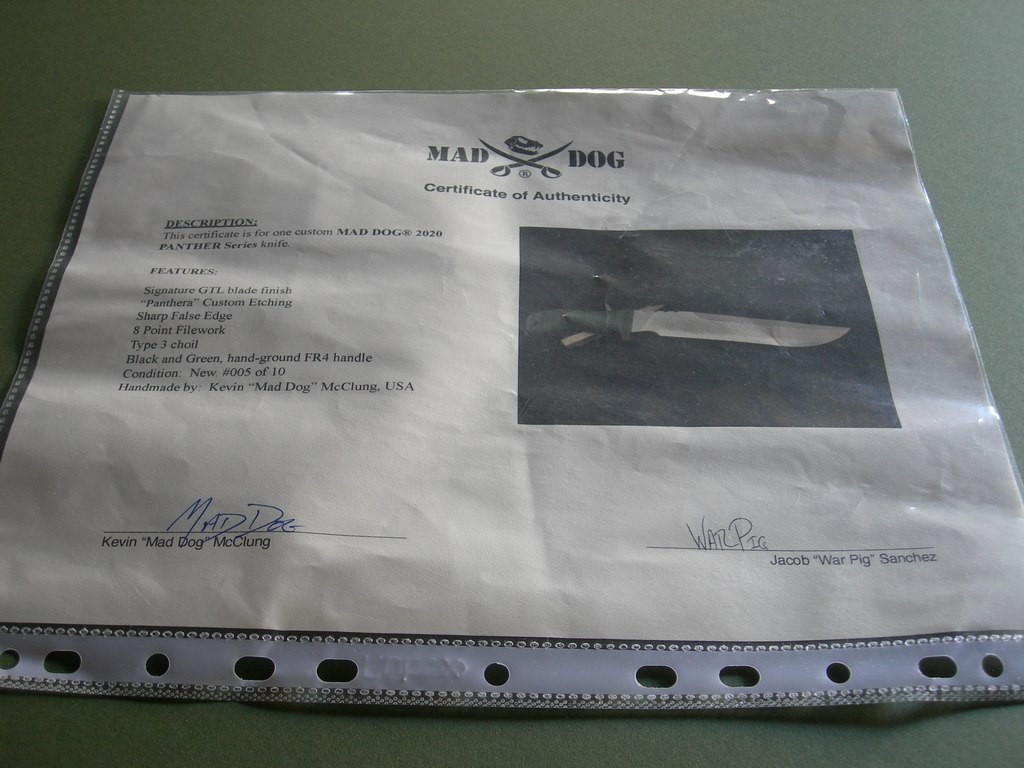 MAD DOG
®
Certificate of Authenticity
DESCRIPTION:
This certificate is for one custom MAD DOG® 2020
PANTHER Series knife.
FEATURES:
Signature GTL blade finish
"Panthera" Custom Etching
Sharp False Edge
8 Point Filework
Type 3 choil
Black and Green, hand-ground FR4 handle
Condition: New. #005 of 10
Handmade by: Kevin "Mad Dog" McClung, USA
MAD DOG
Kevin "Mad Dog" McClung
WAR PIG
Jacob "War Pig" Sanchez